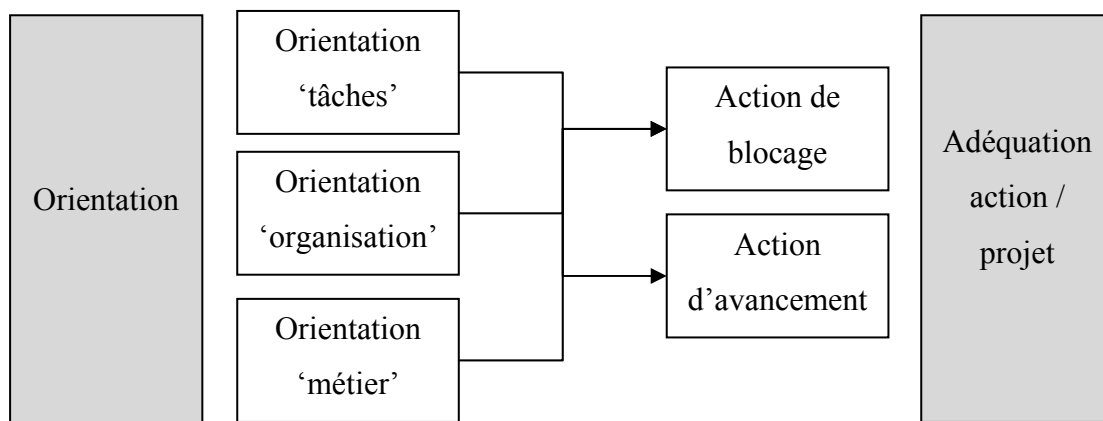 Orientation
Orientation
‘tâches’
Orientation
‘organisation’
Orientation
‘métier’
Action de
blocage
Action
d’avancement
Adéquation
action /
projet